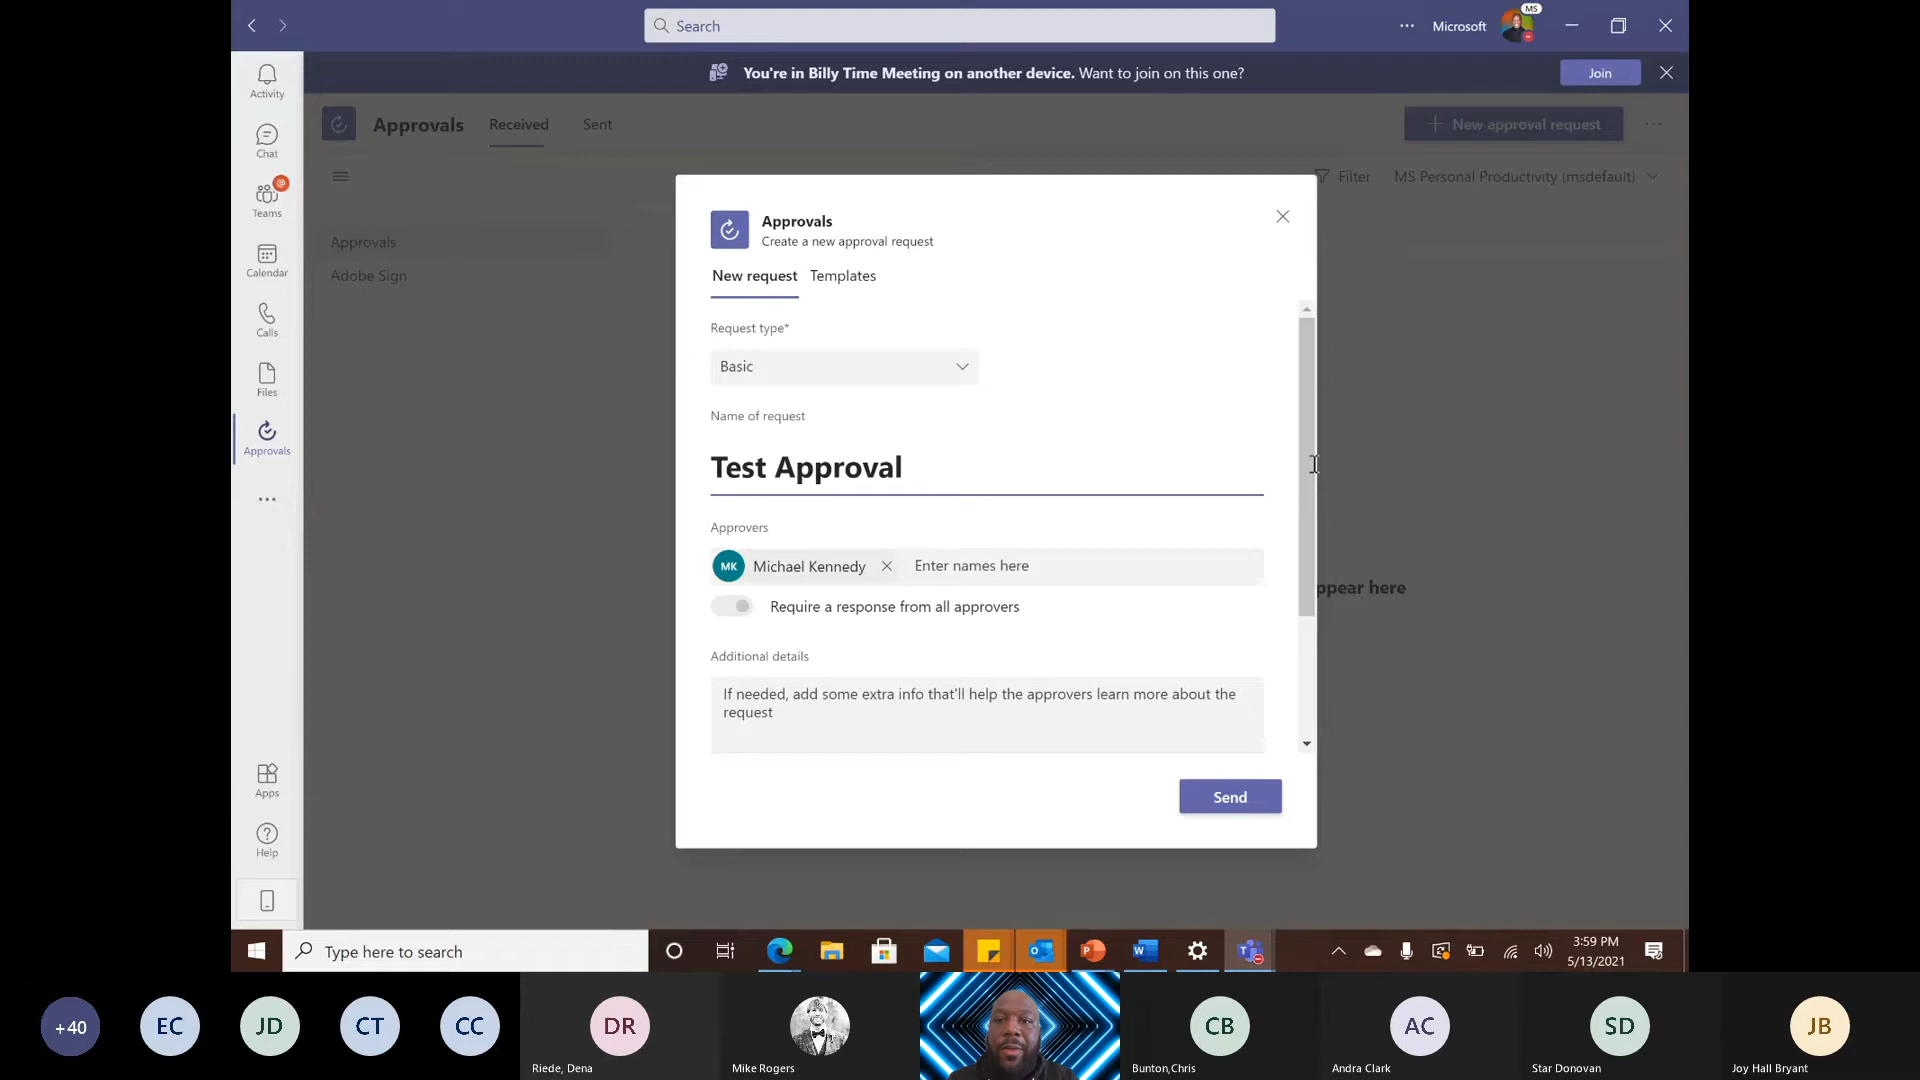 Search
Microsoft
MS
You're in Billy Time Meeting on another device. Want to join on this one?
Join
Activity
Chat
@
Teams
Calendar
Calls
Files
Approvals
Apps
Help
Approvals
Received
Sent
New approval request
Filter
MS Personal Productivity (msdefault)
Approvals
Adobe Sign
ppear here
Approvals
Create a new approval request
New request
Templates
Request type*
Basic
Name of request
Test Approval
Approvers
MK
Michael Kennedy
Enter names here
Require a response from all approvers
Additional details
If needed, add some extra info that'll help the approvers learn more about the
request
Send
Type here to search
3:59 PM
5/13/2021
+40
EC
JD
CT
CC
DR
CB
AC
SD
JB
Riede, Dena
Mike Rogers
Bunton,Chris
Andra Clark
Star Donovan
Joy Hall Bryant